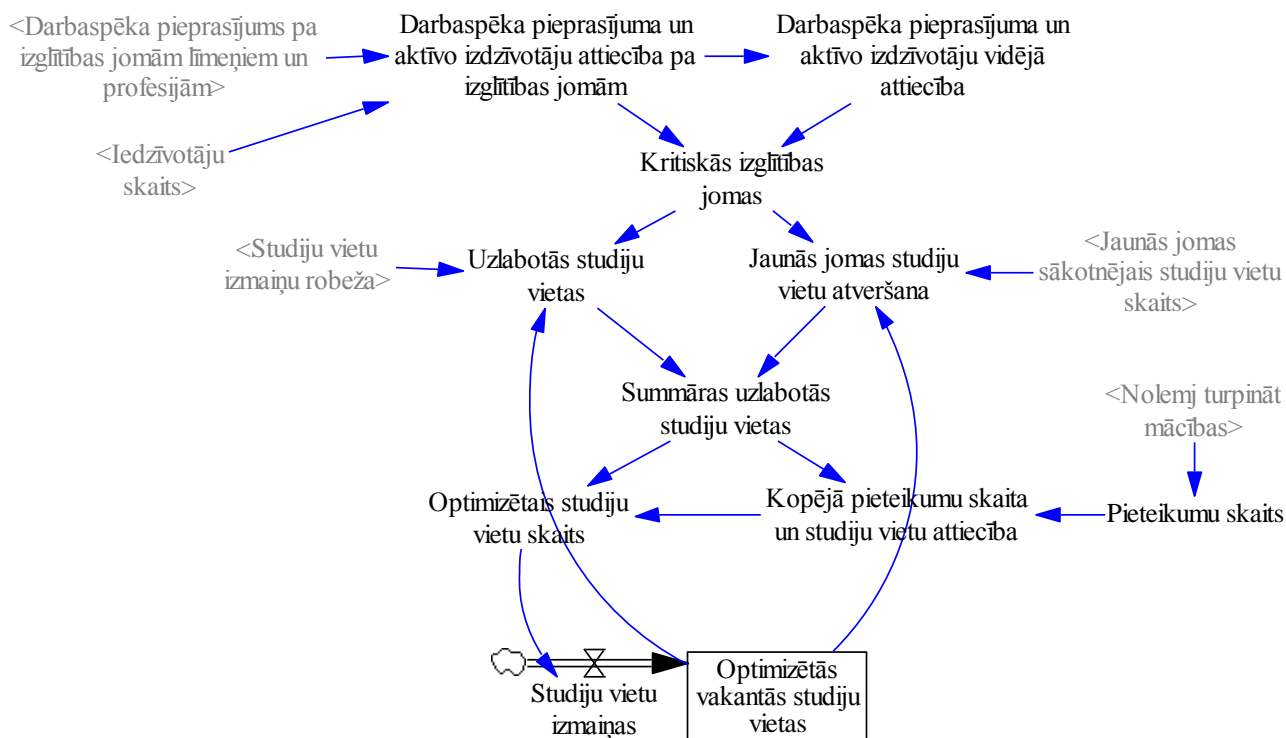 <Darbaspēka pieprasījums pa
izglītības jomām līmeņiem un
profesijām>
Darbaspēka pieprasījuma un
aktīvo izdzīvotāju attiecība pa
izglītības jomām
Darbaspēka pieprasījuma un
aktīvo izdzīvotāju vidējā
attiecība
<Iedzīvotāju
skaits>
Kritiskās izglītības
jomas
<Studiju vietu
izmaiņu robeža>
Uzlabotās studiju
vietas
Jaunās jomas studiju
vietu atveršana
<Jaunās jomas
sākotnējais studiju vietu
skaits>
Summāras uzlabotās
studiju vietas
<Nolemj turpināt
mācības>
Optimizētais studiju
vietu skaits
Kopējā pieteikumu skaita
un studiju vietu attiecība
Pieteikumu skaits
Studiju vietu
izmaiņas
Optimizētās
vakantās studiju
vietas